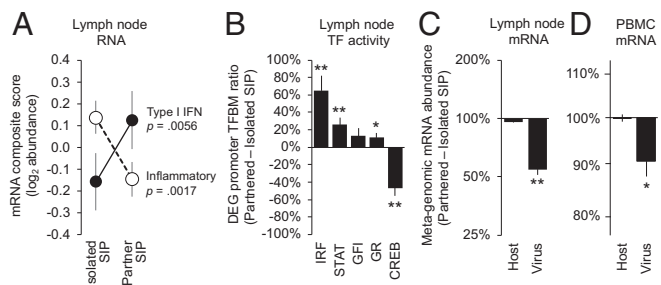 A
Lymph node
RNA
mRNA composite score
(log2 abundance)
0.4
0.3
0.2
0.1
0.0
-0.1
-0.2
-0.3
-0.4
Type I IFN
p = .0056
Inflammatory
p = .0017
solated
SIP
Partner
SIP
B
Lymph node
TF activity
DEG promoter TFBM ratio
(Partnered – Isolated SIP)
100%
80%
60%
40%
20%
0%
-20%
-40%
-60%
-80%
-100%
**
**
*
**
IRF
STAT
GFI
GR
CREB
C
Lymph node
mRNA
Meta-genomic mRNA abundance
(Partnered – Isolated SIP)
200%
100%
50%
25%
**
Host
Virus
D
PBMC
mRNA
110%
100%
90%
80%
*
Host
Virus